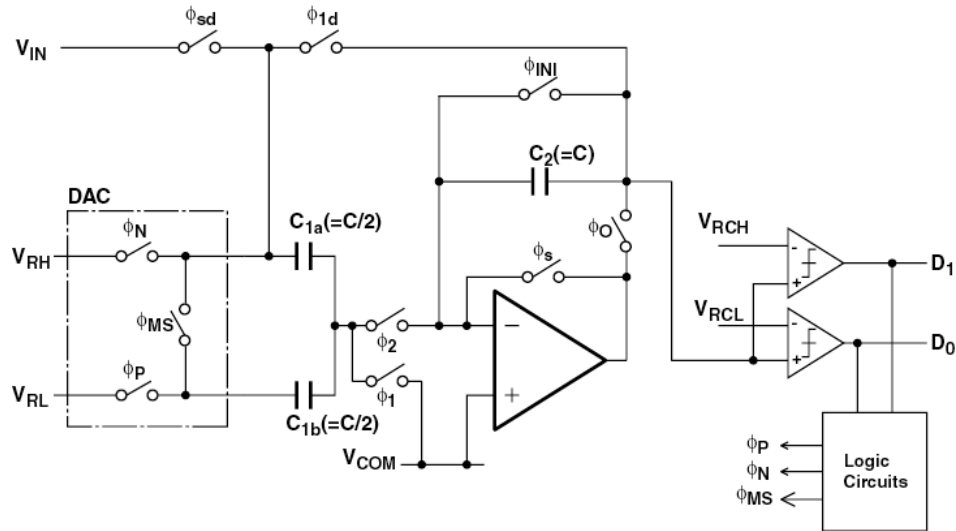 ϕsd
ϕ1d
VIN
ϕINI
C2(=C)
DAC
ϕN
C1a(=C/2)
ϕO
VRCH
-
+
D1
VRH
ϕS
ϕMS
ϕ2
VRCL
-
+
D0
ϕP
VRL
ϕ1
C1b(=C/2)
−
+
VCOM
ϕP
ϕN
ϕMS
Logic
Circuits